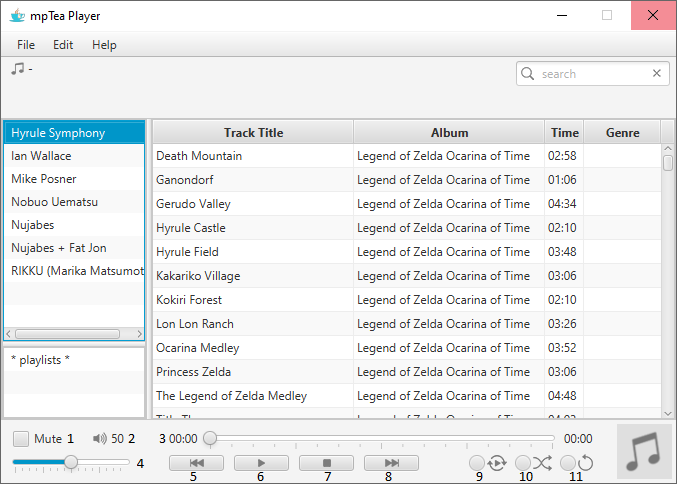 mpTea Player
File Edit Help
-
search
Hyrule Symphony
Ian Wallace
Mike Posner
Nobuo Uematsu
Nujabes
Nujabes + Fat Jon
RIKKU (Marika Matsumot
* playlists *
Track Title Album Time Genre
Death Mountain Legend of Zelda Ocarina of Time 02:58
Ganondorf Legend of Zelda Ocarina of Time 01:06
Gerudo Valley Legend of Zelda Ocarina of Time 04:34
Hyrule Castle Legend of Zelda Ocarina of Time 02:10
Hyrule Field Legend of Zelda Ocarina of Time 03:48
Kakariko Village Legend of Zelda Ocarina of Time 03:06
Kokiri Forest Legend of Zelda Ocarina of Time 02:10
Lon Lon Ranch Legend of Zelda Ocarina of Time 03:26
Ocarina Medley Legend of Zelda Ocarina of Time 03:52
Princess Zelda Legend of Zelda Ocarina of Time 03:06
The Legend of Zelda Medley Legend of Zelda Ocarina of Time 04:48
Legend of Zelda Ocarina of Time
Mute 1 50 2 3 00:00 00:00
4
5 6 7 8 9 10 11